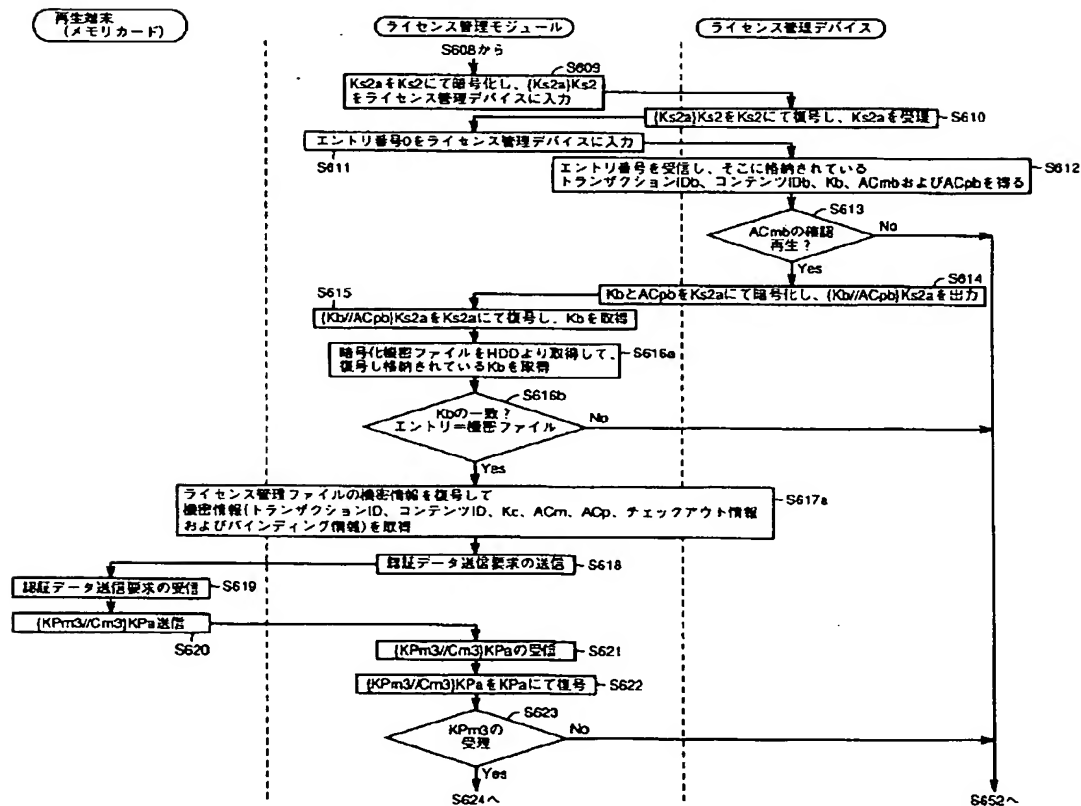 再生端末
(メモリカード)
ライセンス管理モジュール
ライセンス管理デバイス
S608から
S609
Ks2aをKs2にて暗号化し、{Ks2a}Ks2
をライセンス管理デバイスに入力
{Ks2a}Ks2をKs2にて復号し、Ks2aを受理
S610
エントリ番号0をライセンス管理デバイスに入力
S611
エントリ番号を受信し、そこに格納されている
トランザクションIDb、コンテンツIDb、Kb、ACmbおよびACpbを得る
S612
S613
ACmbの確認
再生?
No
Yes
S614
KbとACpbをKs2aにて暗号化し、{Kb//ACpb}Ks2aを出力
S615
{Kb//ACpb}Ks2aをKs2aにて復号し、Kbを取得
暗号化機密ファイルをHDDより取得して、
復号し格納されているKbを取得
S616a
S616b
Kbの一致?
エントリ=機密ファイル
No
Yes
ライセンス管理ファイルの機密情報を復号して
機密情報(トランザクションID、コンテンツID、Kc、ACm、ACp、チェックアウト情報
およびバインディング情報)を取得
S617a
認証データ送信要求の送信
S618
認証データ送信要求の受信
S619
{KPm3//Cm3}KPa送信
S620
{KPm3//Cm3}KPaの受信
S621
{KPm3//Cm3}KPaをKPaにて復号
S622
S623
KPm3の
受理
No
Yes
S624へ
S652へ